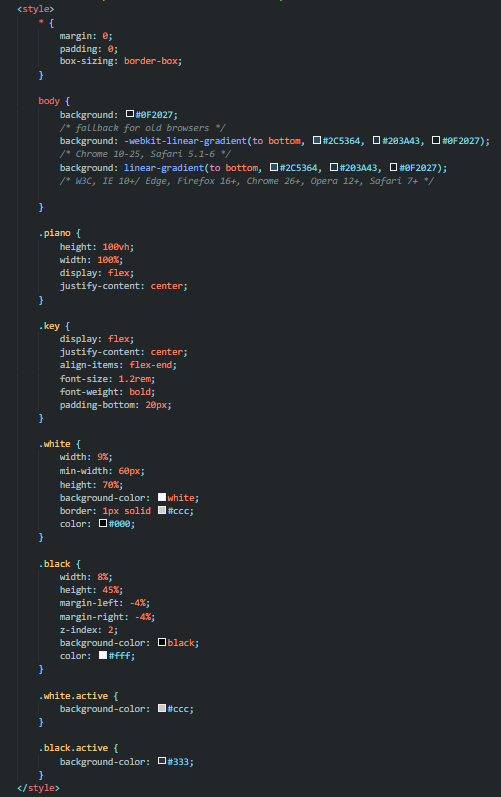 <style>
* {
margin: 0;
padding: 0;
box-sizing: border-box;
}
body {
background: #0F2027;
/* fallback for old browsers */
background: -webkit-linear-gradient(to bottom, #2C5364, #203A43, #0F2027);
/* Chrome 10-25, Safari 5.1-6 */
background: linear-gradient(to bottom, #2C5364, #203A43, #0F2027);
/* W3C, IE 10+/ Edge, Firefox 16+, Chrome 26+, Opera 12+, Safari 7+ */
}
.piano {
height: 100vh;
width: 100%;
display: flex;
justify-content: center;
}
.key {
display: flex;
justify-content: center;
align-items: flex-end;
font-size: 1.2rem;
font-weight: bold;
padding-bottom: 20px;
}
.white {
width: 9%;
min-width: 60px;
height: 70%;
background-color: white;
border: 1px solid #ccc;
color: #000;
}
.black {
width: 8%;
height: 45%;
margin-left: -4%;
margin-right: -4%;
z-index: 2;
background-color: black;
color: #fff;
}
.white.active {
background-color: #ccc;
}
.black.active {
background-color: #333;
}
</style>